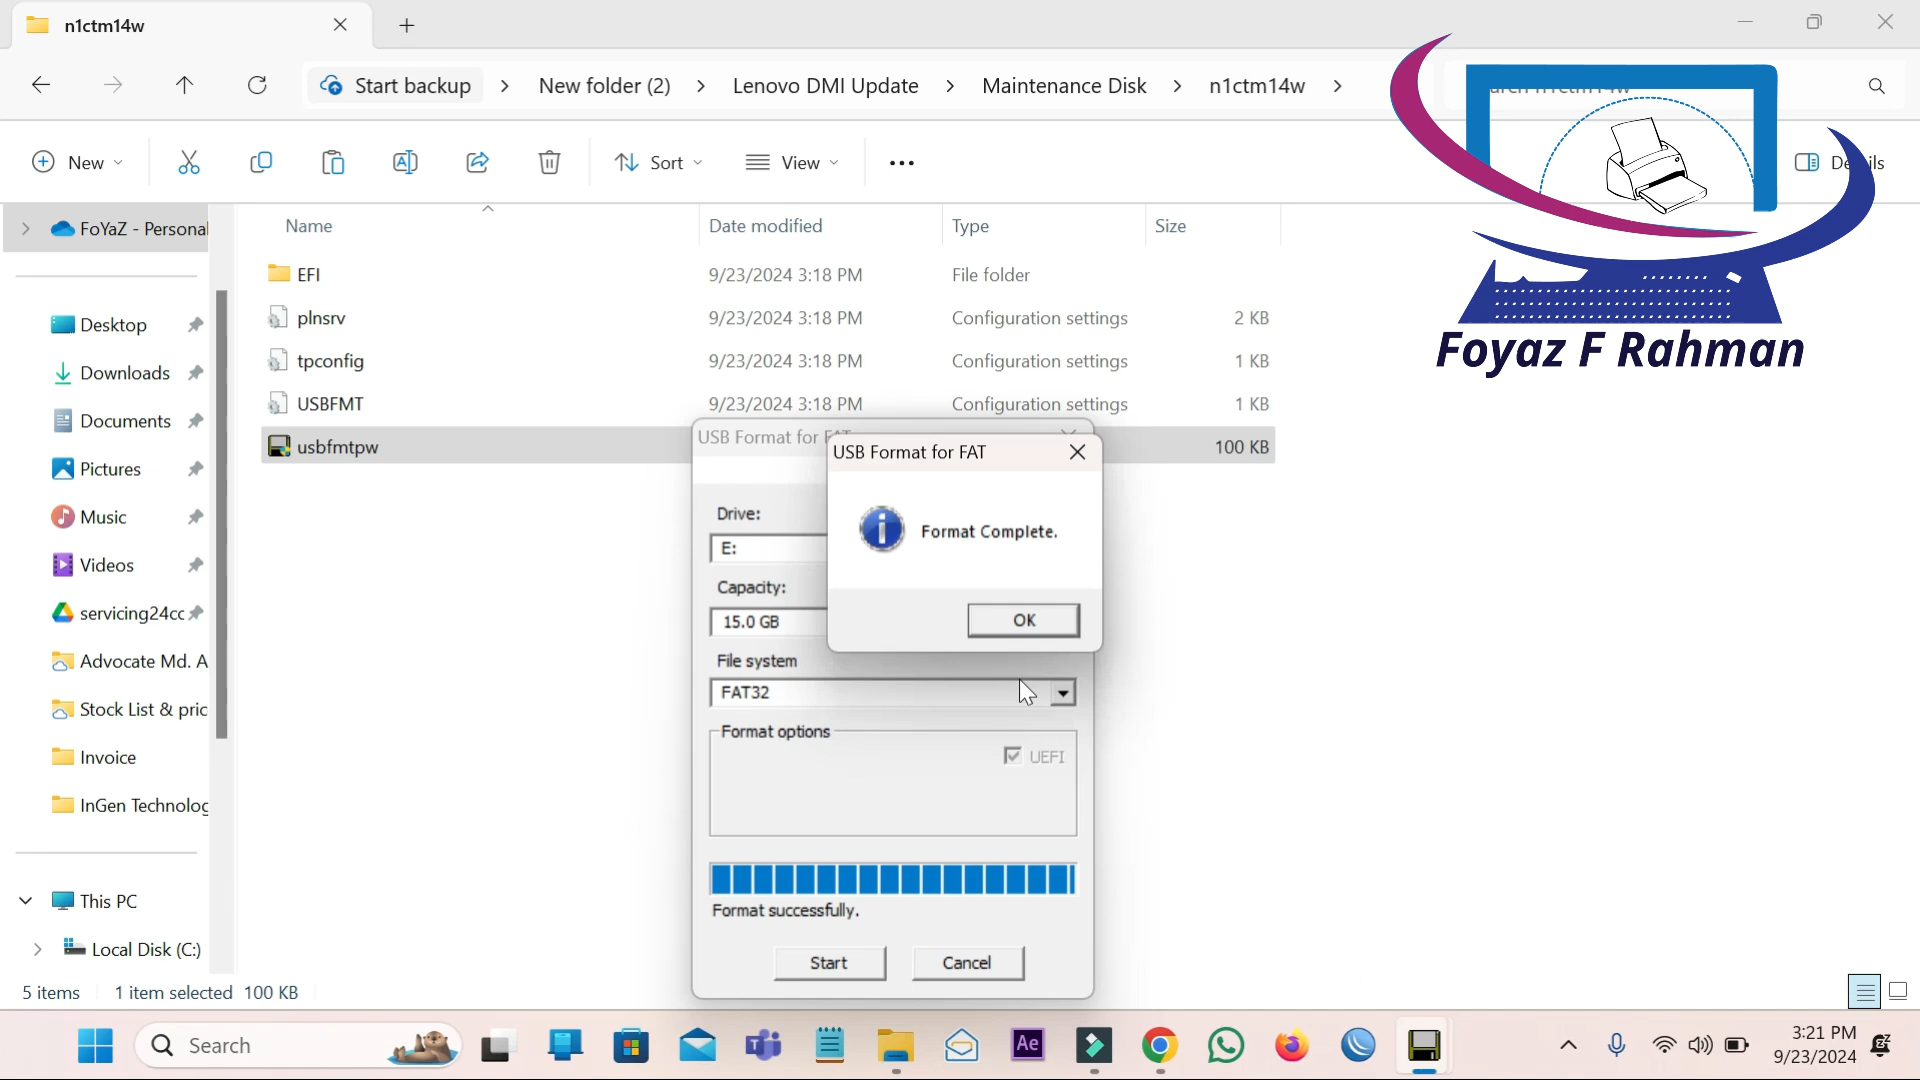 n1ctm14w
Start backup > New folder (2) > Lenovo DMI Update > Maintenance Disk > n1ctm14w >
New
Sort
View
Name
Date modified
Type
Size
FoYaZ - Personal
Desktop
Downloads
Documents
Pictures
Music
Videos
servicing24cc
Advocate Md. A
Stock List & pric
Invoice
InGen Technolog
This PC
Local Disk (C:)
EFI 9/23/2024 3:18 PM File folder
plnsrv 9/23/2024 3:18 PM Configuration settings 2 KB
tpconfig 9/23/2024 3:18 PM Configuration settings 1 KB
USBFMT 9/23/2024 3:18 PM Configuration settings 1 KB
usbfmtpw 100 KB
Foyaz F Rahman
USB Format for FAT
USB Format for FAT
Format Complete.
OK
Drive:
E:
Capacity:
15.0 GB
File system
FAT32
Format options
UEFI
Format successfully.
Start
Cancel
5 items
1 item selected 100 KB
Search
Ae
3:21 PM
9/23/2024